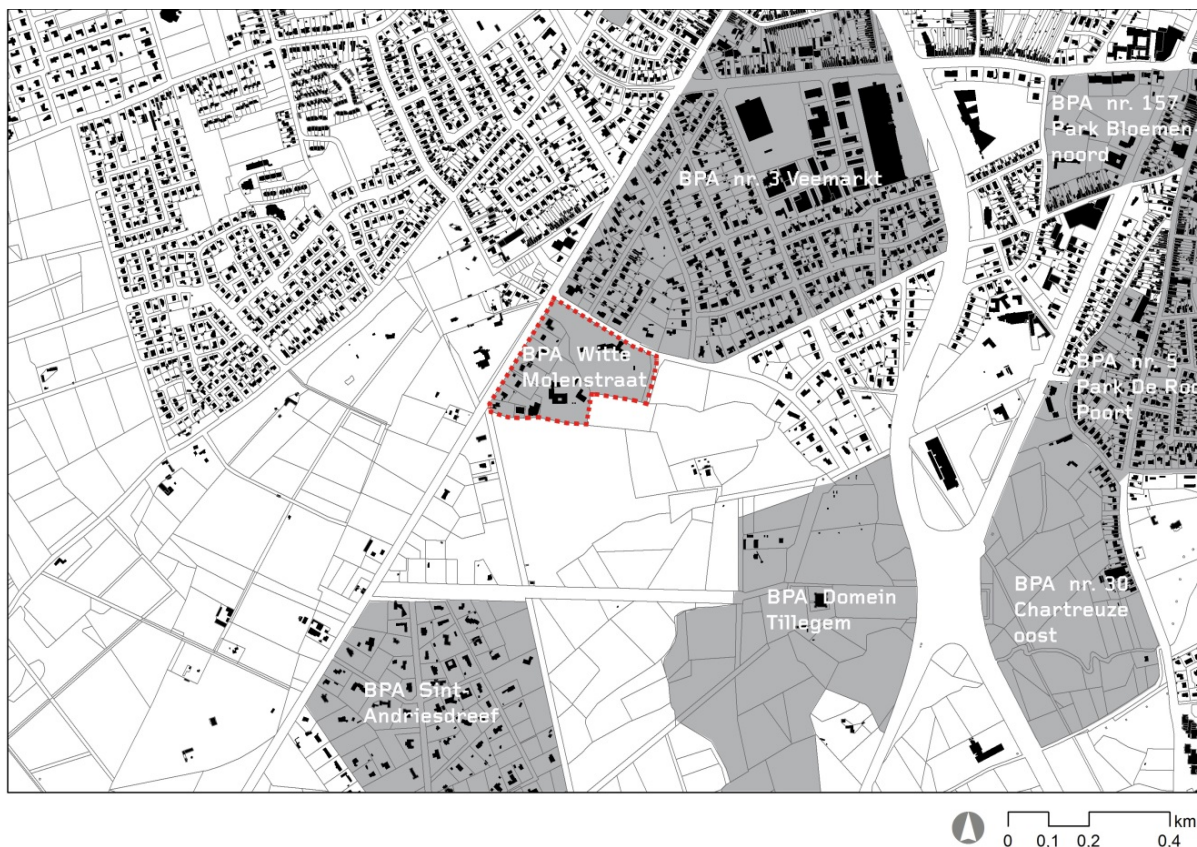 BPA nr. 157
Park Bloemen
noord
BPA nr. 3 Veemarkt
BPA Witte
Molenstraat
BPA nr. 9
Park De Roo
Poort
BPA nr. 30
Chartreuze
oost
BPA Domein
Tillegem
BPA Sint-
Andriesdreef
km
0 0.1 0.2 0.4